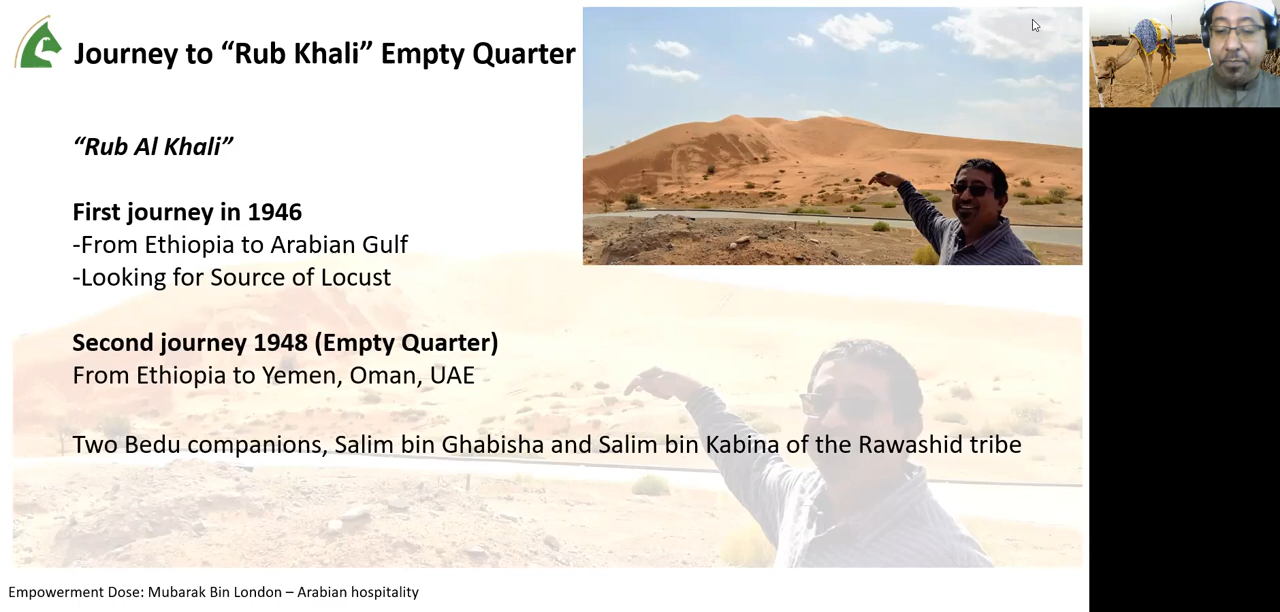 Journey to “Rub Khali” Empty Quarter
“Rub Al Khali”
First journey in 1946
-From Ethiopia to Arabian Gulf
-Looking for Source of Locust
Second journey 1948 (Empty Quarter)
From Ethiopia to Yemen, Oman, UAE
Two Bedu companions, Salim bin Ghabisha and Salim bin Kabina of the Rawashid tribe
Empowerment Dose: Mubarak Bin London – Arabian hospitality